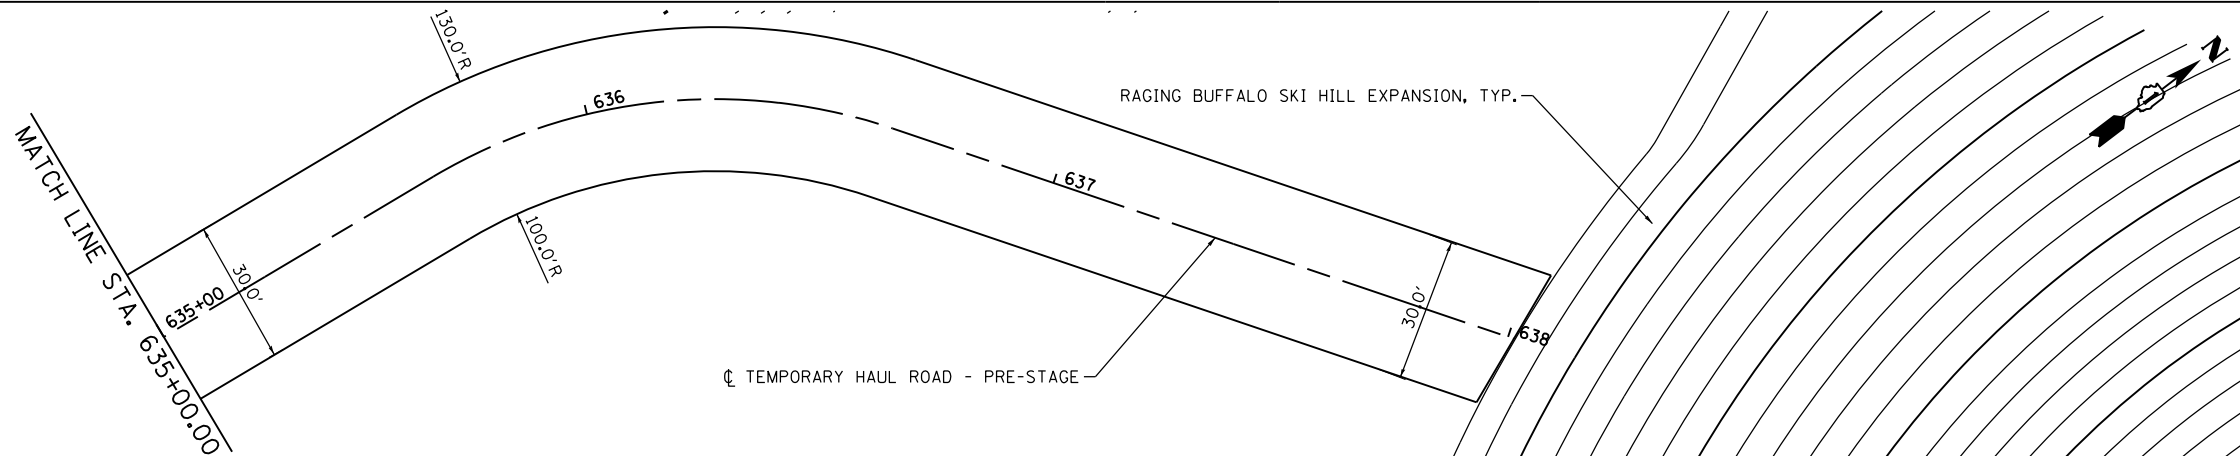 130.0'R
636
RAGING BUFFALO SKI HILL EXPANSION, TYP.
N
MATCH LINE STA. 635+00.00
637
100.0'R
30.0'
635+00
30.0'
638
℄ TEMPORARY HAUL ROAD - PRE-STAGE